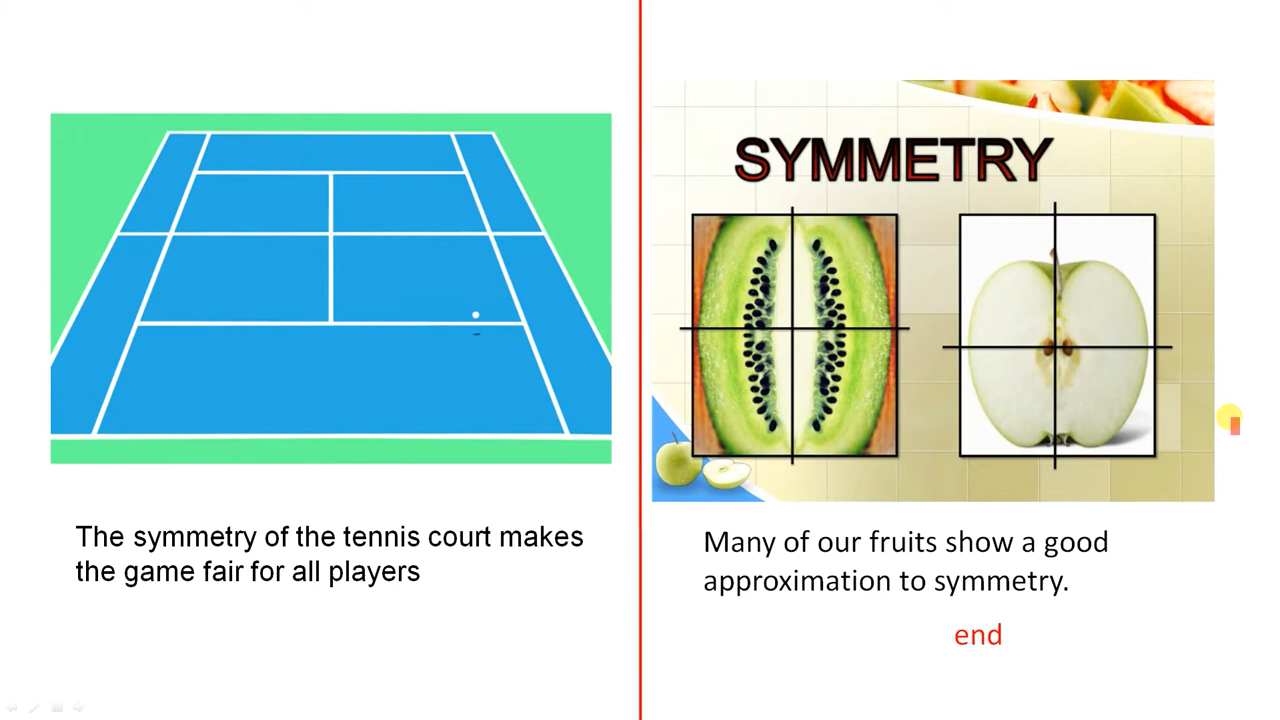 The symmetry of the tennis court makes
the game fair for all players
SYMMETRY
Many of our fruits show a good
approximation to symmetry.
end